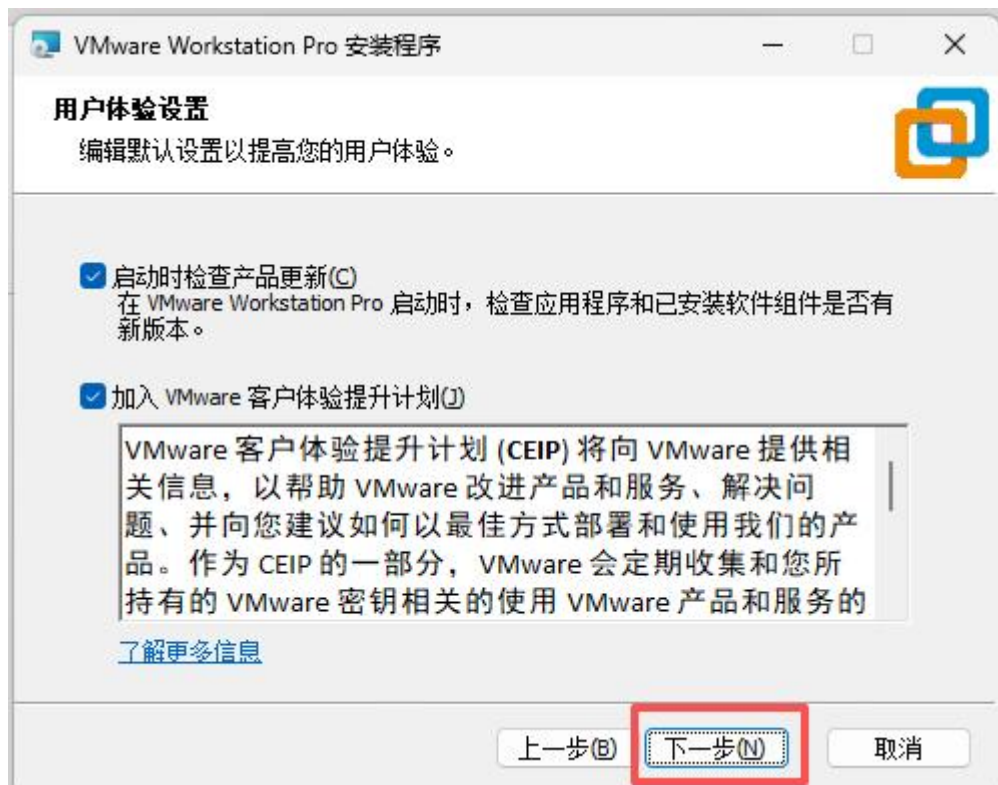 VMware Workstation Pro 安装程序
用户体验设置
编辑默认设置以提高您的用户体验。
启动时检查产品更新(C)
在 VMware Workstation Pro 启动时，检查应用程序和已安装软件组件是否有
新版本。
加入 VMware 客户体验提升计划(J)
VMware 客户体验提升计划 (CEIP) 将向 VMware 提供相
关信息，以帮助 VMware 改进产品和服务、解决问
题、并向您建议如何以最佳方式部署和使用我们的产
品。作为 CEIP 的一部分，VMware 会定期收集和您所
持有的 VMware 密钥相关的使用 VMware 产品和服务的
了解更多信息
上一步(B) 下一步(N) 取消